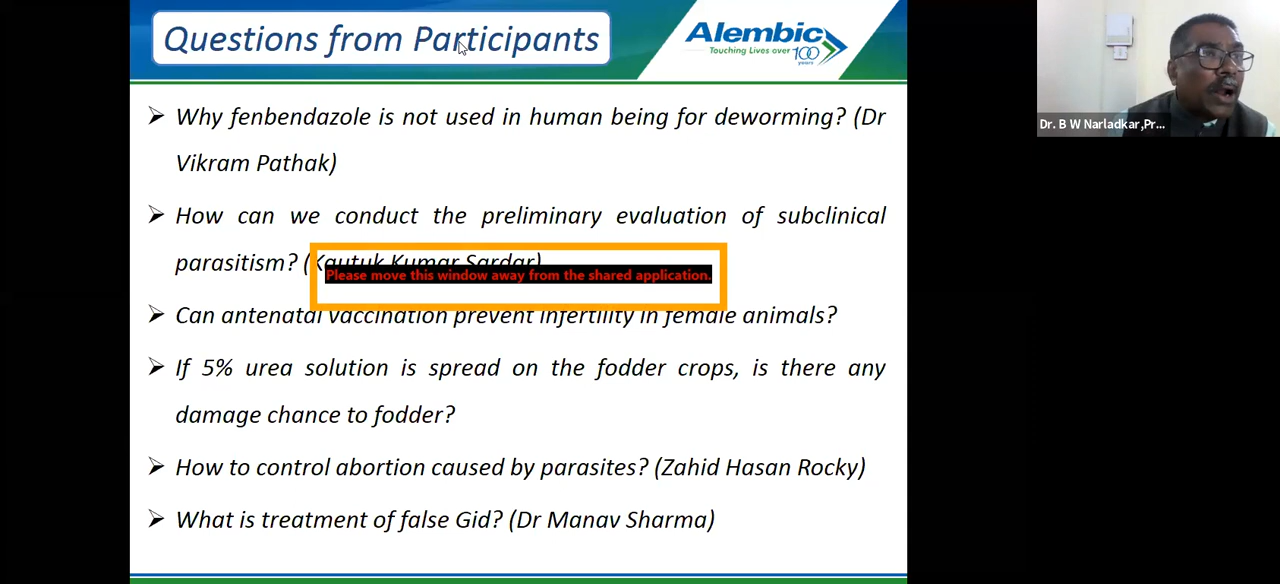 Questions from Participants
Alembic
Touching Lives over 100 years
Dr. B W Narladkar,Pr...
➢ Why fenbendazole is not used in human being for deworming? (Dr
Vikram Pathak)
➢ How can we conduct the preliminary evaluation of subclinical
parasitism? (Kautuk Kumar Sardar)
Please move this window away from the shared application.
➢ Can antenatal vaccination prevent infertility in female animals?
➢ If 5% urea solution is spread on the fodder crops, is there any
damage chance to fodder?
➢ How to control abortion caused by parasites? (Zahid Hasan Rocky)
➢ What is treatment of false Gid? (Dr Manav Sharma)